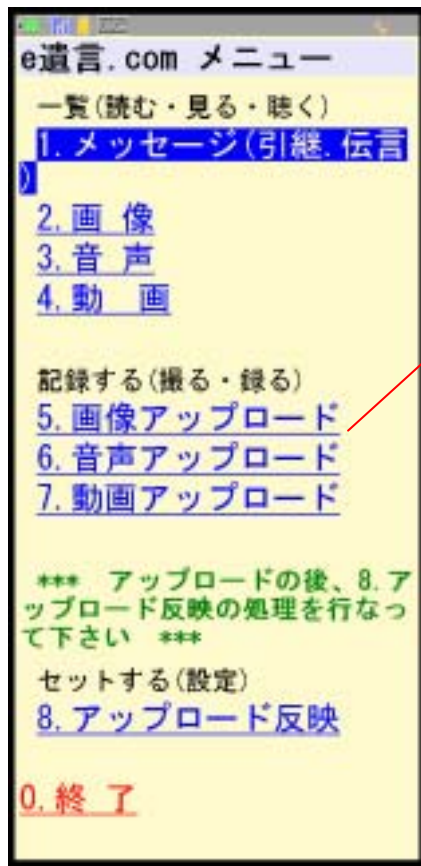 e遺言.com メニュー
一覧(読む・見る・聴く)
1.メッセージ(引継.伝言
)
2.画 像
3.音 声
4.動 画
記録する(撮る・録る)
5.画像アップロード
6.音声アップロード
7.動画アップロード
*** アップロードの後、8.ア
ップロード反映の処理を行なっ
て下さい ***
セットする(設定)
8.アップロード反映
0.終 了